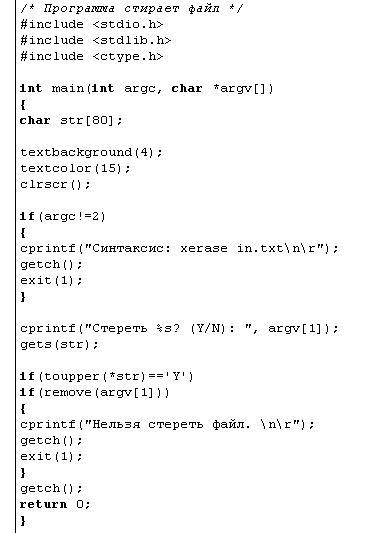 /* Программа стирает файл */
#include <stdio.h>
#include <stdlib.h>
#include <ctype.h>
int main(int argc, char *argv[])
{
char str[80];
textbackground(4);
textcolor(15);
clrscr();
if(argc!=2)
{
cprintf("Синтаксис: xerase in.txt\n\r");
getch();
exit(1);
}
cprintf("Стереть %s? (Y/N): ", argv[1]);
gets(str);
if(toupper(*str)=='Y')
if(remove(argv[1]))
{
cprintf("Нельзя стереть файл. \n\r");
getch();
exit(1);
}
getch();
return 0;
}